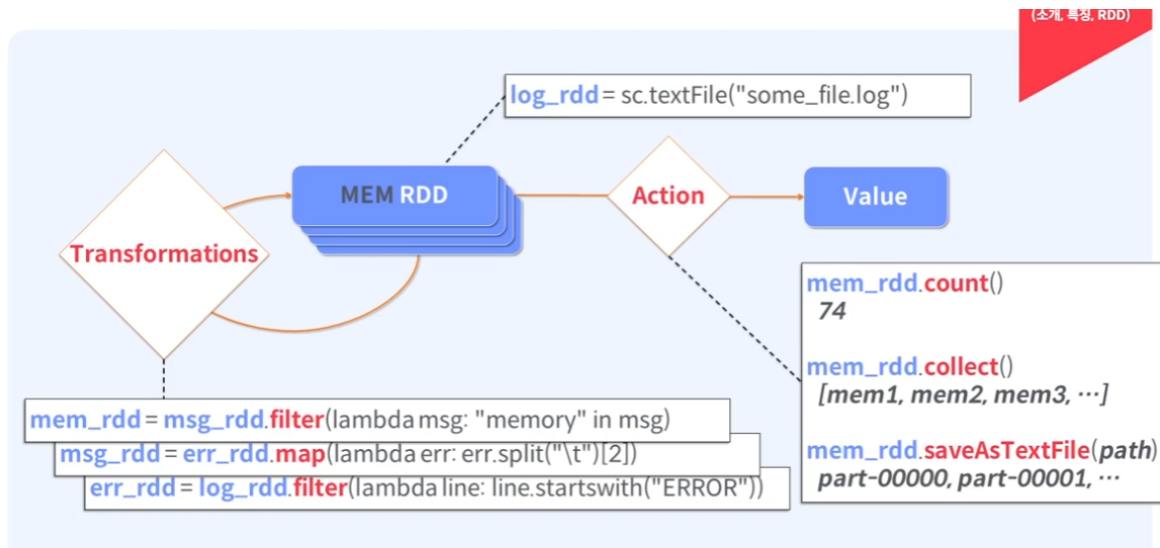 (소개, 특징, RDD)
log_rdd = sc.textFile("some_file.log")
MEM RDD
Action
Value
Transformations
mem_rdd.count()
74
mem_rdd.collect()
[mem1, mem2, mem3, ⋯]
mem_rdd.saveAsTextFile(path)
part-00000, part-00001, ⋯
mem_rdd = msg_rdd.filter(lambda msg: "memory" in msg)
msg_rdd = err_rdd.map(lambda err: err.split("\t")[2])
err_rdd = log_rdd.filter(lambda line: line.startswith("ERROR"))